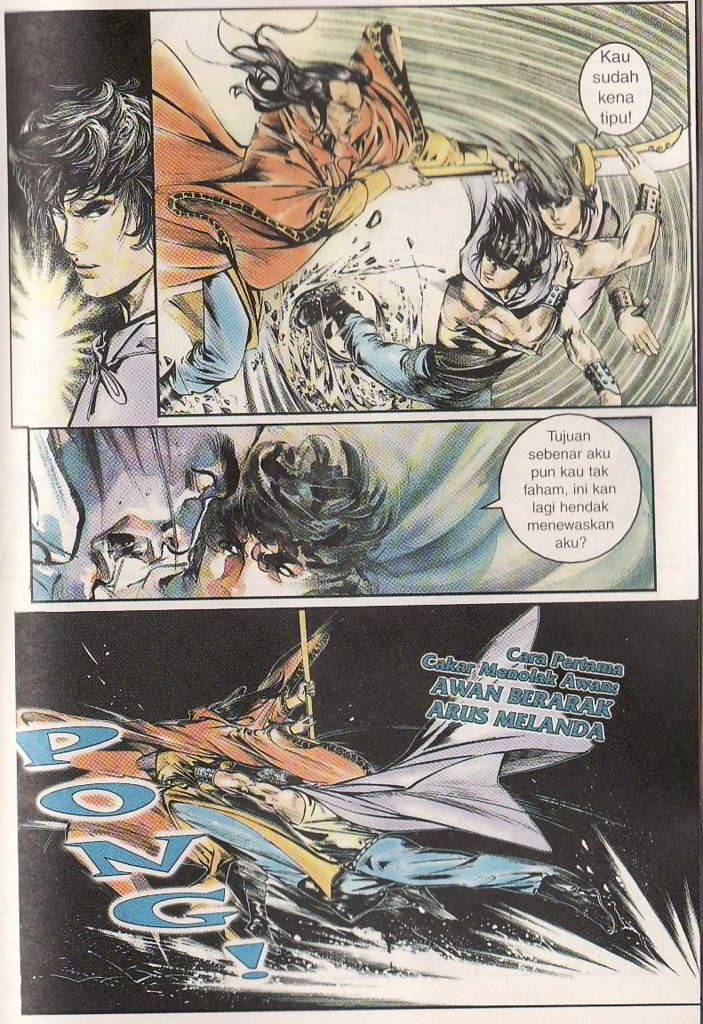 Kau
sudah
kena
tipu!
Tujuan
sebenar aku
pun kau tak
faham, ini kan
lagi hendak
menewaskan
aku?
Cara Pertama
Cakar Menolak Awan:
AWAN BERARAK
ARUS MELANDA
PONG!